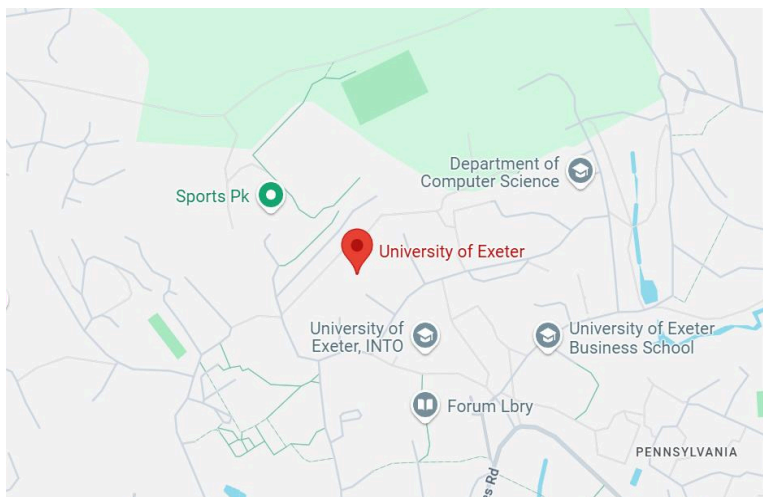 Department of
Computer Science
Sports Pk
University of Exeter
University of
Exeter, INTO
University of Exeter
Business School
Forum Lbry
PENNSYLVANIA
Rd